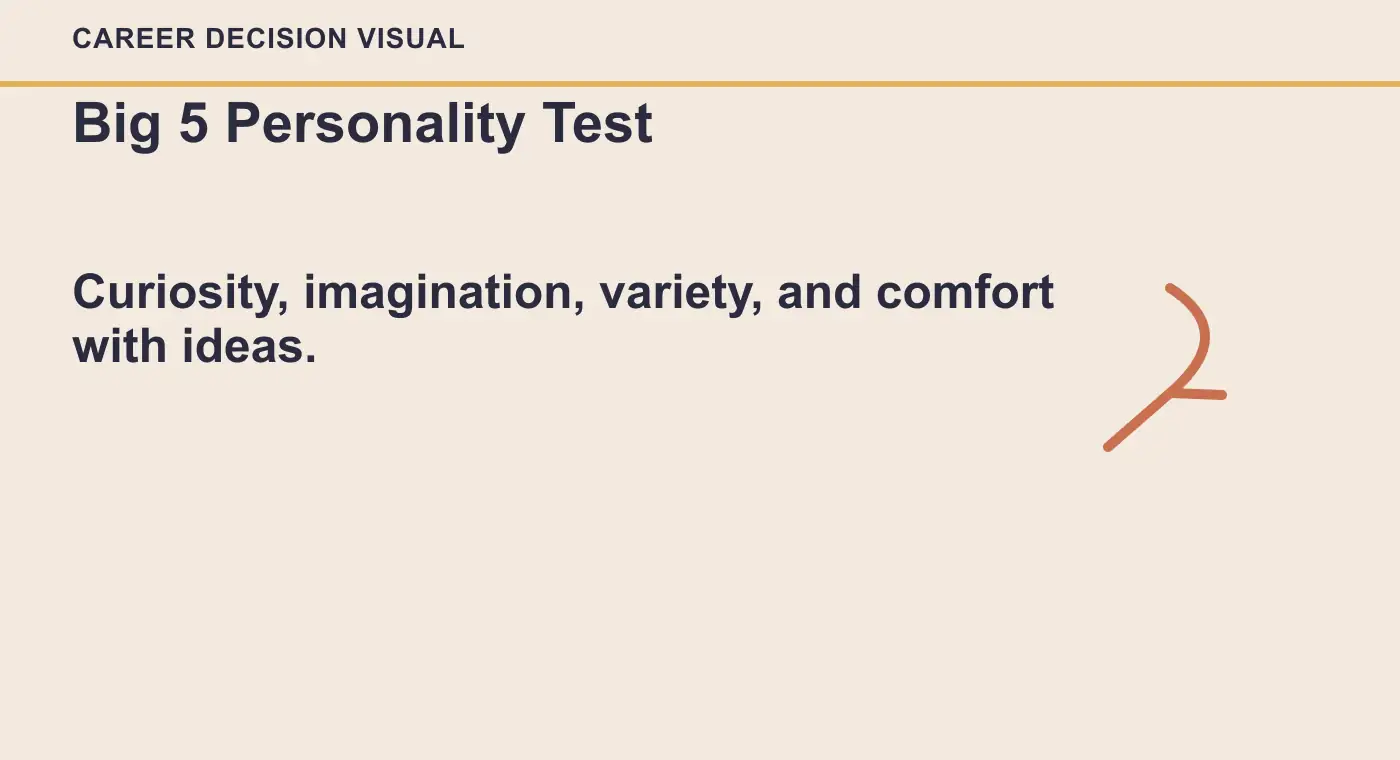 CAREER DECISION VISUAL
Big 5 Personality Test
Curiosity, imagination, variety, and comfort
with ideas.